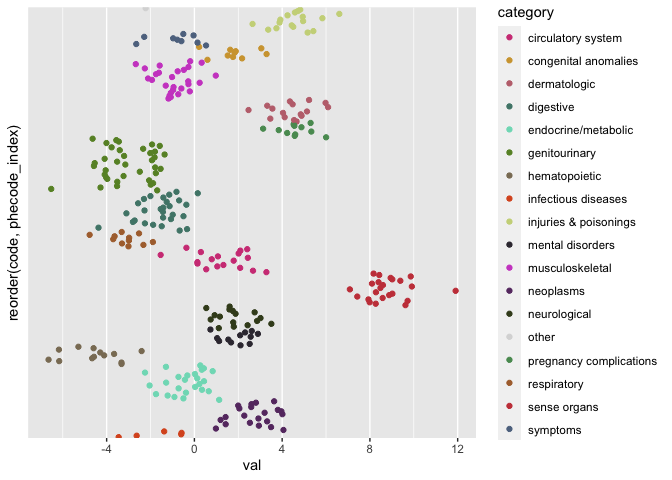 category
circulatory system
congenital anomalies
dermatologic
digestive
endocrine/metabolic
genitourinary
hematopoietic
infectious diseases
injuries & poisonings
mental disorders
musculoskeletal
neoplasms
neurological
other
pregnancy complications
respiratory
sense organs
symptoms
reorder(code, phecode_index)
-4
0
4
8
12
val